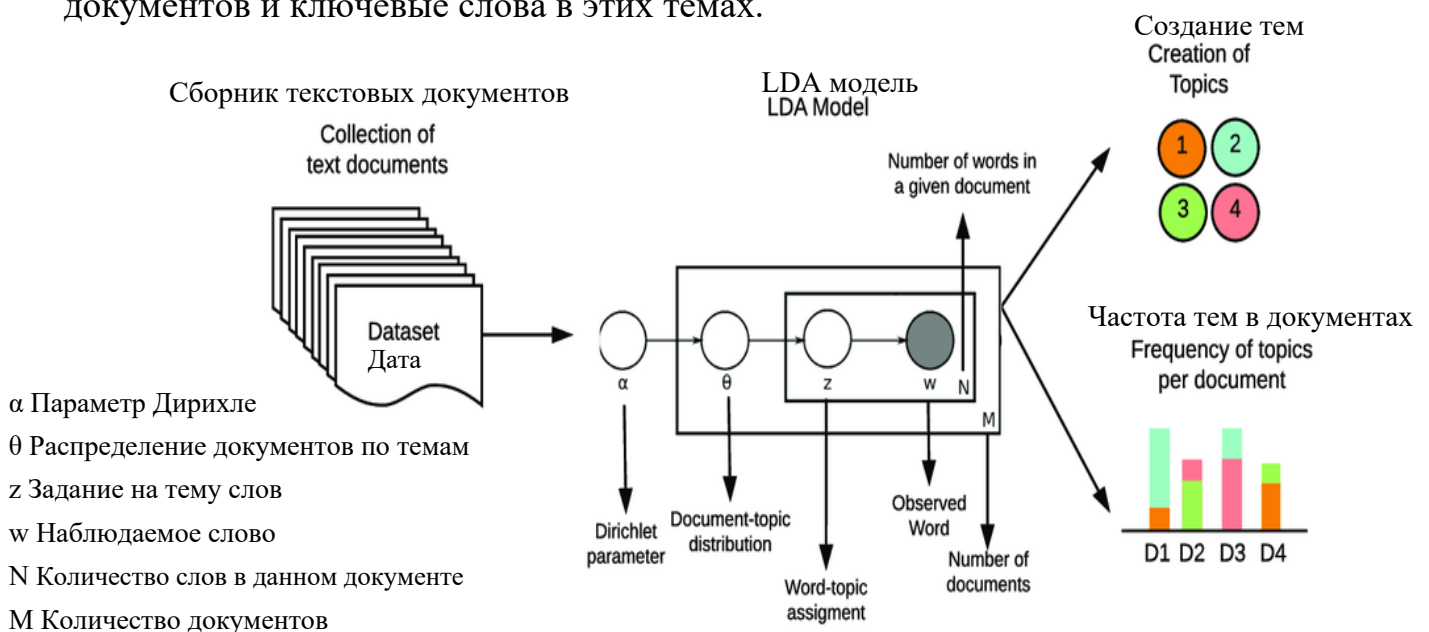 документов и ключевые слова в этих темах.
Сборник текстовых документов
Collection of
text documents
Dataset
Дата
LDA модель
LDA Model
Number of words in
a given document
α
θ
z
w
N
M
Dirichlet
parameter
Document-topic
distribution
Word-topic
assigment
Observed
Word
Number of
documents
Создание тем
Creation of
Topics
1 2
3 4
Частота тем в документах
Frequency of topics
per document
D1 D2 D3 D4
α Параметр Дирихле
θ Распределение документов по темам
z Задание на тему слов
w Наблюдаемое слово
N Количество слов в данном документе
M Количество документов